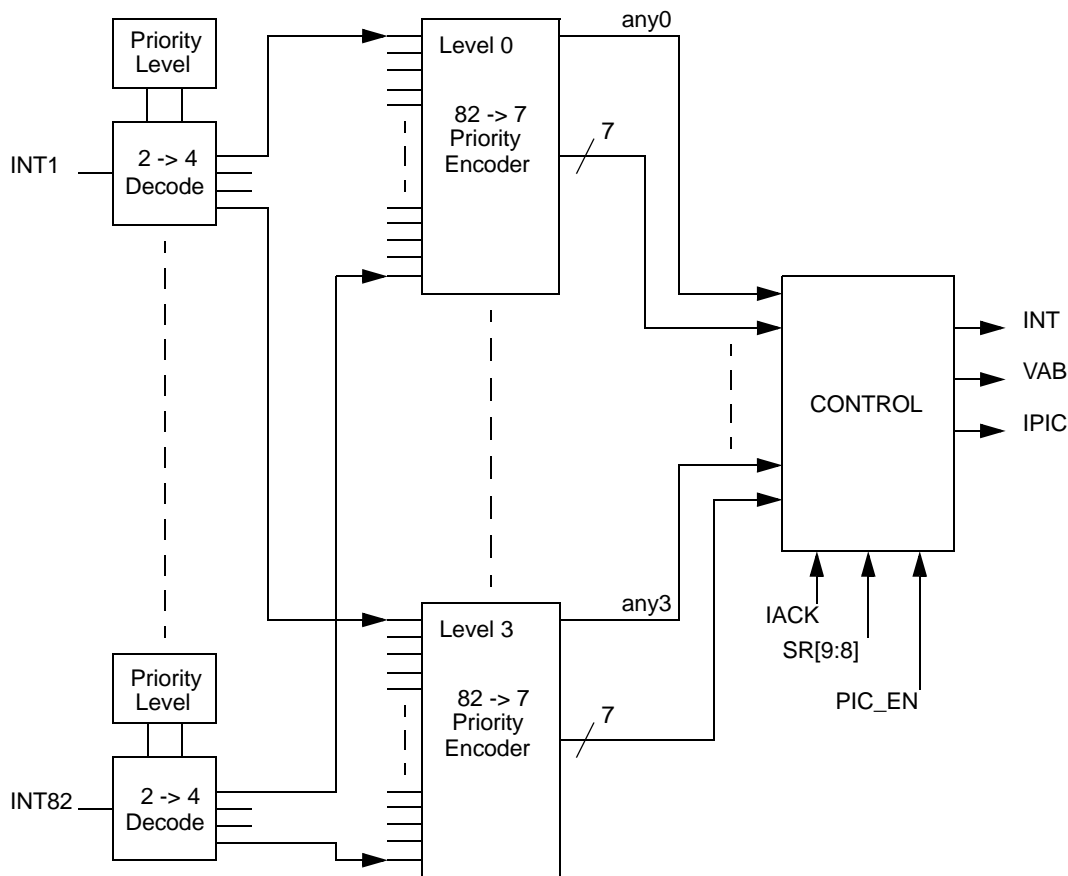 Priority
Level
INT1
2 -> 4
Decode
Level 0
82 -> 7
Priority
Encoder
any0
7
CONTROL
INT
VAB
IPIC
IACK
SR[9:8]
PIC_EN
Priority
Level
INT82
2 -> 4
Decode
Level 3
82 -> 7
Priority
Encoder
any3
7